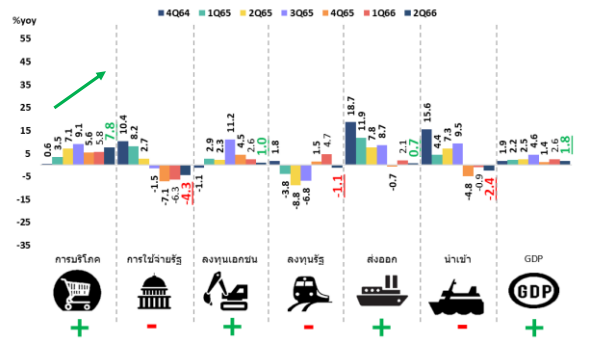 %yoy
4Q64 1Q65 2Q65 3Q65 4Q65 1Q66 2Q66
55
45
35
25
15
5
-5
-15
-25
-35
0.6 3.5 7.1 9.1 5.6 5.8 7.8
10.4 8.2 2.7 -1.5 -7.1 -6.3 -4.3
-1.1 2.9 2.3 11.2 4.5 2.6 1.0
1.8 -3.8 -8.8 -6.8 1.5 4.7 -1.1
18.7 11.9 7.8 8.7 -0.7 2.1 0.7
15.6 4.4 7.3 9.5 -4.8 -0.9 -2.4
1.9 2.2 2.5 4.6 1.4 2.6 1.8
การบริโภค การใช้จ่ายรัฐ ลงทุนเอกชน ลงทุนรัฐ ส่งออก นำเข้า GDP
GDP
+ - + - + - +